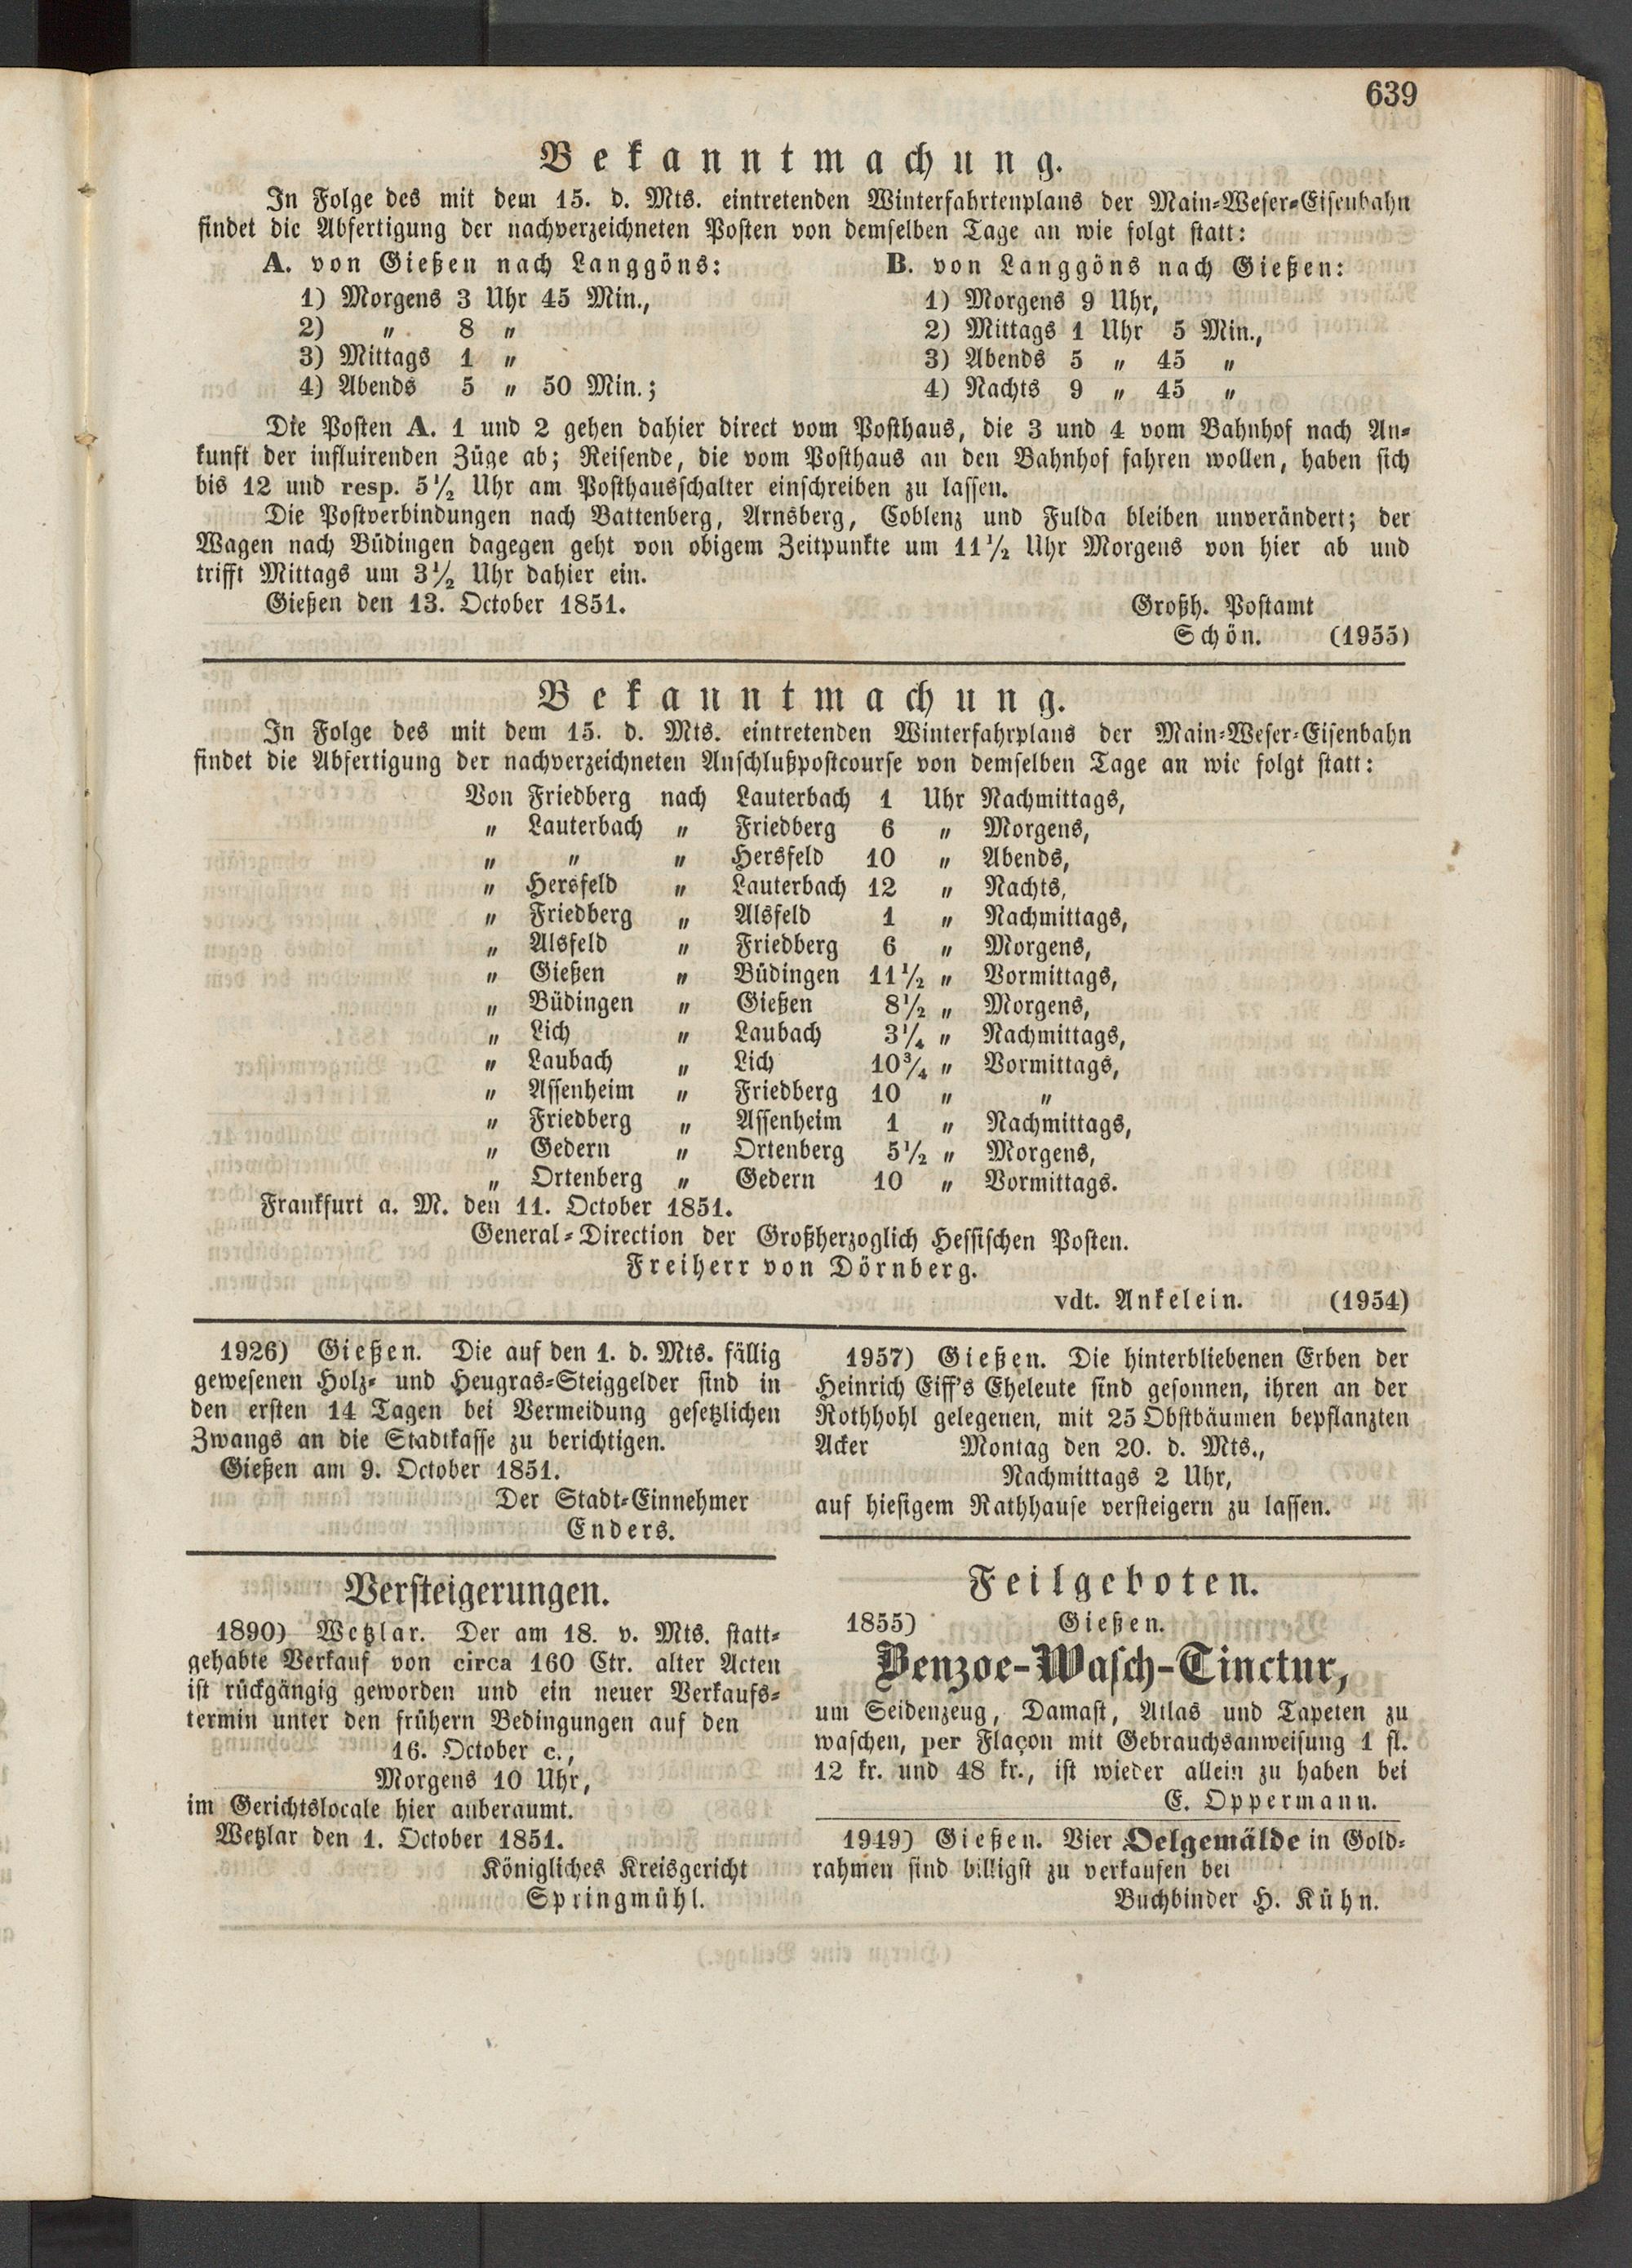 639
Bekanntmachung.
In Folge des mit dem 15. d. Mts. eintretenden Winterfahrtenplans der Main-Weser-Eisenbahn
findet die Abfertigung der nachverzeichneten Posten von demselben Tage an wie folgt statt:
A. von Gießen nach Langgöns:
1) Morgens 3 Uhr 45 Min.,
2) „ 8 „
3) Mittags 1 „
4) Abends 5 „ 50 Min.;
B. von Langgöns nach Gießen:
1) Morgens 9 Uhr,
2) Mittags 1 Uhr 5 Min.,
3) Abends 5 „ 45 „
4) Nachts 9 „ 45 „
Die Posten A. 1 und 2 gehen dahier direct vom Posthaus, die 3 und 4 vom Bahnhof nach An-
kunft der influirenden Züge ab; Reisende, die vom Posthaus an den Bahnhof fahren wollen, haben sich
bis 12 und resp. 5½ Uhr am Posthausschalter einschreiben zu lassen.
Die Postverbindungen nach Battenberg, Arnsberg, Coblenz und Fulda bleiben unverändert; der
Wagen nach Büdingen dagegen geht von obigem Zeitpunkte um 11½ Uhr Morgens von hier ab und
trifft Mittags um 3½ Uhr dahier ein.
Gießen den 13. October 1851.
Großh. Postamt
Schön. (1955)
Bekanntmachung.
In Folge des mit dem 15. d. Mts. eintretenden Winterfahrplans der Main-Weser-Eisenbahn
findet die Abfertigung der nachverzeichneten Anschlußpostcourse von demselben Tage an wie folgt statt:
Von Friedberg nach Lauterbach 1 Uhr Nachmittags,
„ Lauterbach „ Friedberg 6 „ Morgens,
„ „ „ Hersfeld 10 „ Abends,
„ Hersfeld „ Lauterbach 12 „ Nachts,
„ Friedberg „ Alsfeld 1 „ Nachmittags,
„ Alsfeld „ Friedberg 6 „ Morgens,
„ Gießen „ Büdingen 11½ „ Vormittags,
„ Büdingen „ Gießen 8½ „ Morgens,
„ Lich „ Laubach 3¼ „ Nachmittags,
„ Laubach „ Lich 10¾ „ Vormittags,
„ Assenheim „ Friedberg 10 „ „
„ Friedberg „ Assenheim 1 „ Nachmittags,
„ Gedern „ Ortenberg 5½ „ Morgens,
„ Ortenberg „ Gedern 10 „ Vormittags.
Frankfurt a. M. den 11. October 1851.
General-Direction der Großherzoglich Hessischen Posten.
Freiherr von Dörnberg.
vdt. Ankelein. (1954)
1926) Gießen. Die auf den 1. d. Mts. fällig
gewesenen Holz- und Heugras-Steiggelder sind in
den ersten 14 Tagen bei Vermeidung gesetzlichen
Zwangs an die Stadtkasse zu berichtigen.
Gießen am 9. October 1851.
Der Stadt-Einnehmer
Enders.
Versteigerungen.
1890) Wetzlar. Der am 18. v. Mts. statt-
gehabte Verkauf von circa 160 Ctr. alter Acten
ist rückgängig geworden und ein neuer Verkaufs-
termin unter den frühern Bedingungen auf den
16. October c.,
Morgens 10 Uhr,
im Gerichtslocale hier anberaumt.
Wetzlar den 1. October 1851.
Königliches Kreisgericht
Springmühl.
1957) Gießen. Die hinterbliebenen Erben der
Heinrich Eiff's Eheleute sind gesonnen, ihren an der
Rothhohl gelegenen, mit 25 Obstbäumen bepflanzten
Acker Montag den 20. d. Mts.,
Nachmittags 2 Uhr,
auf hiesigem Rathhause versteigern zu lassen.
Feilgeboten.
1855) Gießen.
Benzoe-Wasch-Tinctur,
um Seidenzeug, Damast, Atlas und Tapeten zu
waschen, per Flaçon mit Gebrauchsanweisung 1 fl.
12 kr. und 48 kr., ist wieder allein zu haben bei
E. Oppermann.
1949) Gießen. Vier Oelgemälde in Gold-
rahmen sind billigst zu verkaufen bei
Buchbinder H. Kühn.